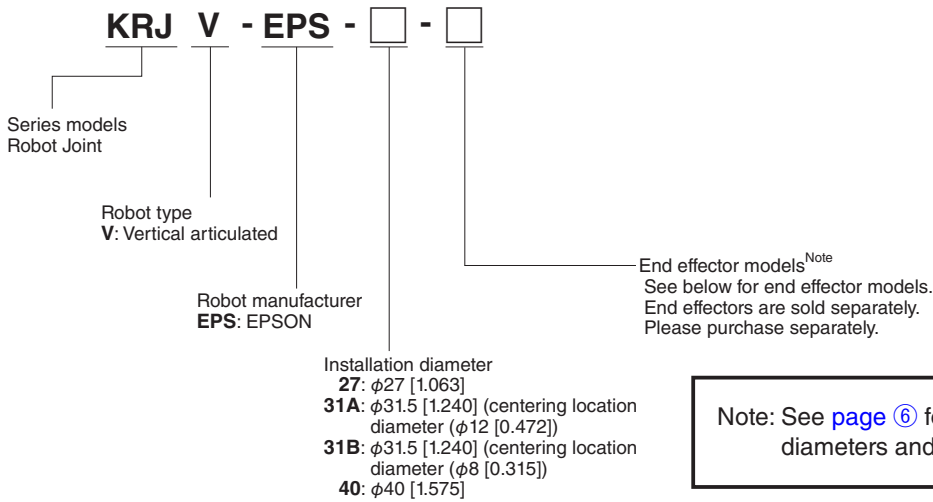 KRJ V - EPS - □ - □
Series models
Robot Joint
Robot type
V: Vertical articulated
Robot manufacturer
EPS: EPSON
End effector models^Note
See below for end effector models.
End effectors are sold separately.
Please purchase separately.
Installation diameter
27: φ27 [1.063]
31A: φ31.5 [1.240] (centering location
diameter (φ12 [0.472])
31B: φ31.5 [1.240] (centering location
diameter (φ8 [0.315])
40: φ40 [1.575]
Note: See page ⑥
diameters and